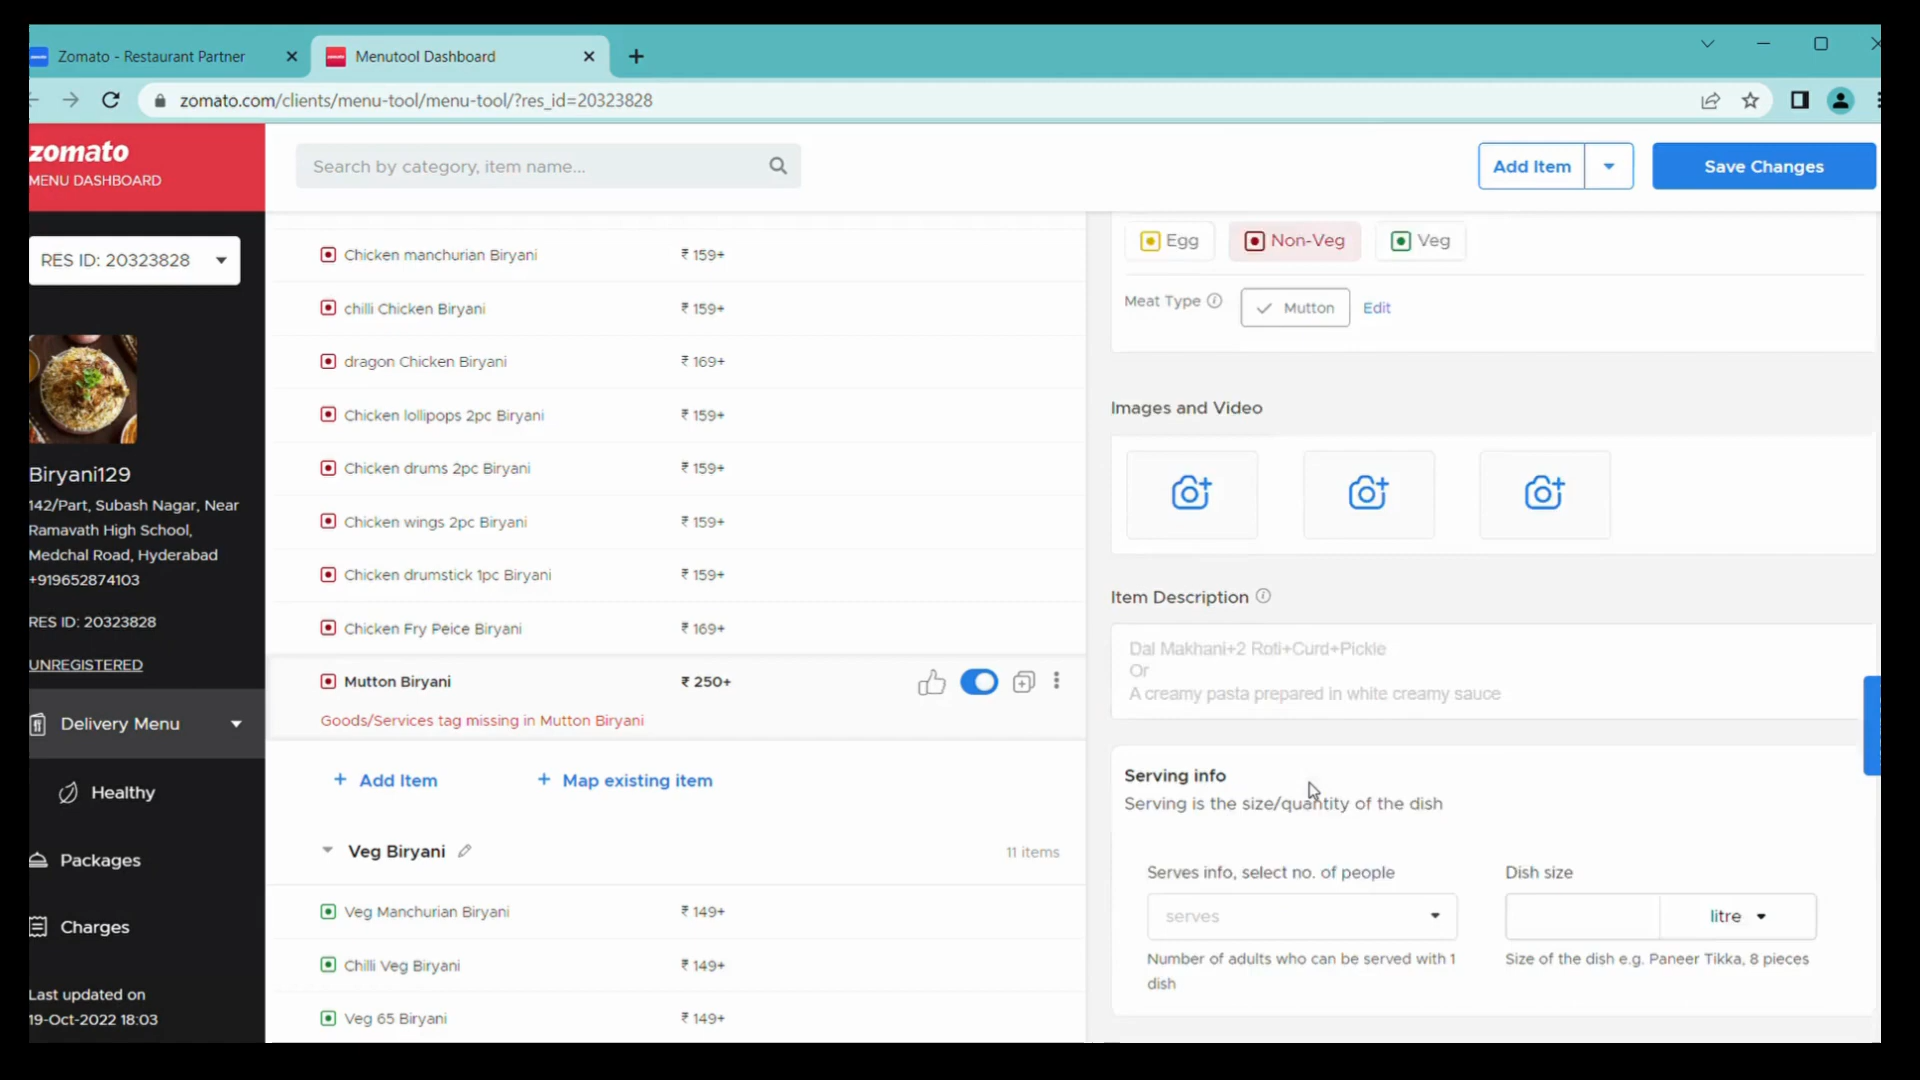 Zomato - Restaurant Partner
Menutool Dashboard
zomato.com/clients/menu-tool/menu-tool/?res_id=20323828
zomato
MENU DASHBOARD
Search by category, item name...
Add Item
Save Changes
RES ID: 20323828
Biryani129
142/Part, Subash Nagar, Near
Ramavath High School,
Medchal Road, Hyderabad
+919652874103
RES ID: 20323828
UNREGISTERED
Delivery Menu
Healthy
Packages
Charges
Last updated on
19-Oct-2022 18:03
Chicken manchurian Biryani ₹ 159+
chilli Chicken Biryani ₹ 159+
dragon Chicken Biryani ₹ 169+
Chicken lollipops 2pc Biryani ₹ 159+
Chicken drums 2pc Biryani ₹ 159+
Chicken wings 2pc Biryani ₹ 159+
Chicken drumstick 1pc Biryani ₹ 159+
Chicken Fry Peice Biryani ₹ 169+
Mutton Biryani ₹ 250+
Goods/Services tag missing in Mutton Biryani
+ Add Item + Map existing item
Veg Biryani 11 items
Veg Manchurian Biryani ₹ 149+
Chilli Veg Biryani ₹ 149+
Veg 65 Biryani ₹ 149+
Egg Non-Veg Veg
Meat Type Mutton Edit
Images and Video
Item Description
Dal Makhani+2 Roti+Curd+Pickle
Or
A creamy pasta prepared in white creamy sauce
Serving info
Serving is the size/quantity of the dish
Serves info, select no. of people
serves
Number of adults who can be served with 1
dish
Dish size
litre
Size of the dish e.g. Paneer Tikka, 8 pieces